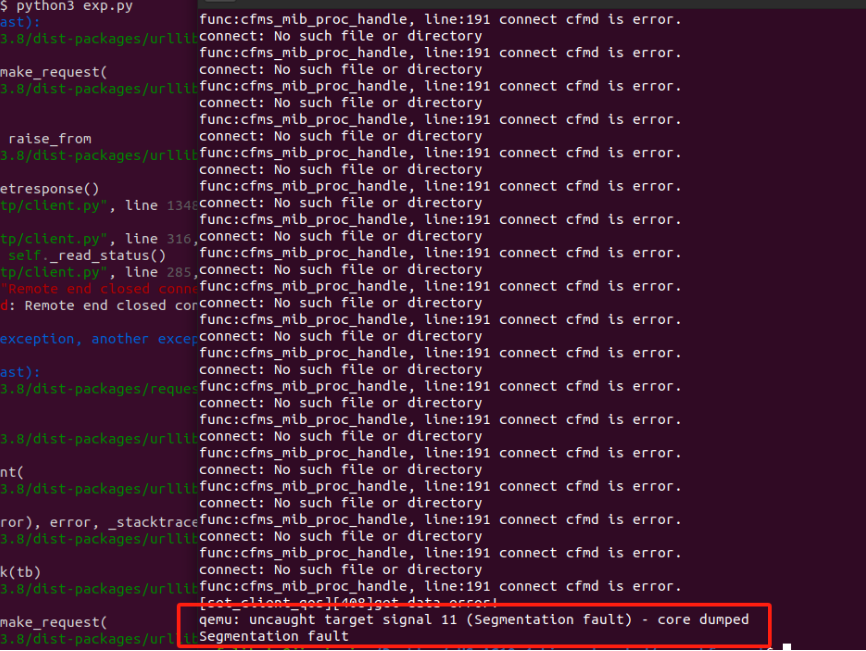 $ python3 exp.py
ast):
3.8/dist-packages/urllib
make_request(
3.8/dist-packages/urllib
raise_from
3.8/dist-packages/urllib
etresponse()
tp/client.py", line 1348
tp/client.py", line 316,
self._read_status()
tp/client.py", line 285,
"Remote end closed conne
d: Remote end closed con
exception, another excep
ast):
3.8/dist-packages/reques
3.8/dist-packages/urllib
nt(
3.8/dist-packages/urllib
ror), error, _stacktrace
3.8/dist-packages/urllib
k(tb)
3.8/dist-packages/urllib
make_request(
3.8/dist-packages/urllib
func:cfms_mib_proc_handle, line:191 connect cfmd is error.
connect: No such file or directory
func:cfms_mib_proc_handle, line:191 connect cfmd is error.
connect: No such file or directory
func:cfms_mib_proc_handle, line:191 connect cfmd is error.
connect: No such file or directory
func:cfms_mib_proc_handle, line:191 connect cfmd is error.
connect: No such file or directory
func:cfms_mib_proc_handle, line:191 connect cfmd is error.
connect: No such file or directory
func:cfms_mib_proc_handle, line:191 connect cfmd is error.
connect: No such file or directory
func:cfms_mib_proc_handle, line:191 connect cfmd is error.
connect: No such file or directory
func:cfms_mib_proc_handle, line:191 connect cfmd is error.
connect: No such file or directory
func:cfms_mib_proc_handle, line:191 connect cfmd is error.
connect: No such file or directory
func:cfms_mib_proc_handle, line:191 connect cfmd is error.
connect: No such file or directory
func:cfms_mib_proc_handle, line:191 connect cfmd is error.
connect: No such file or directory
func:cfms_mib_proc_handle, line:191 connect cfmd is error.
connect: No such file or directory
func:cfms_mib_proc_handle, line:191 connect cfmd is error.
connect: No such file or directory
func:cfms_mib_proc_handle, line:191 connect cfmd is error.
connect: No such file or directory
func:cfms_mib_proc_handle, line:191 connect cfmd is error.
connect: No such file or directory
func:cfms_mib_proc_handle, line:191 connect cfmd is error.
connect: No such file or directory
func:cfms_mib_proc_handle, line:191 connect cfmd is error.
connect: No such file or directory
func:cfms_mib_proc_handle, line:191 connect cfmd is error.
[set_client_qos][408]get data error!
qemu: uncaught target signal 11 (Segmentation fault) - core dumped
Segmentation fault